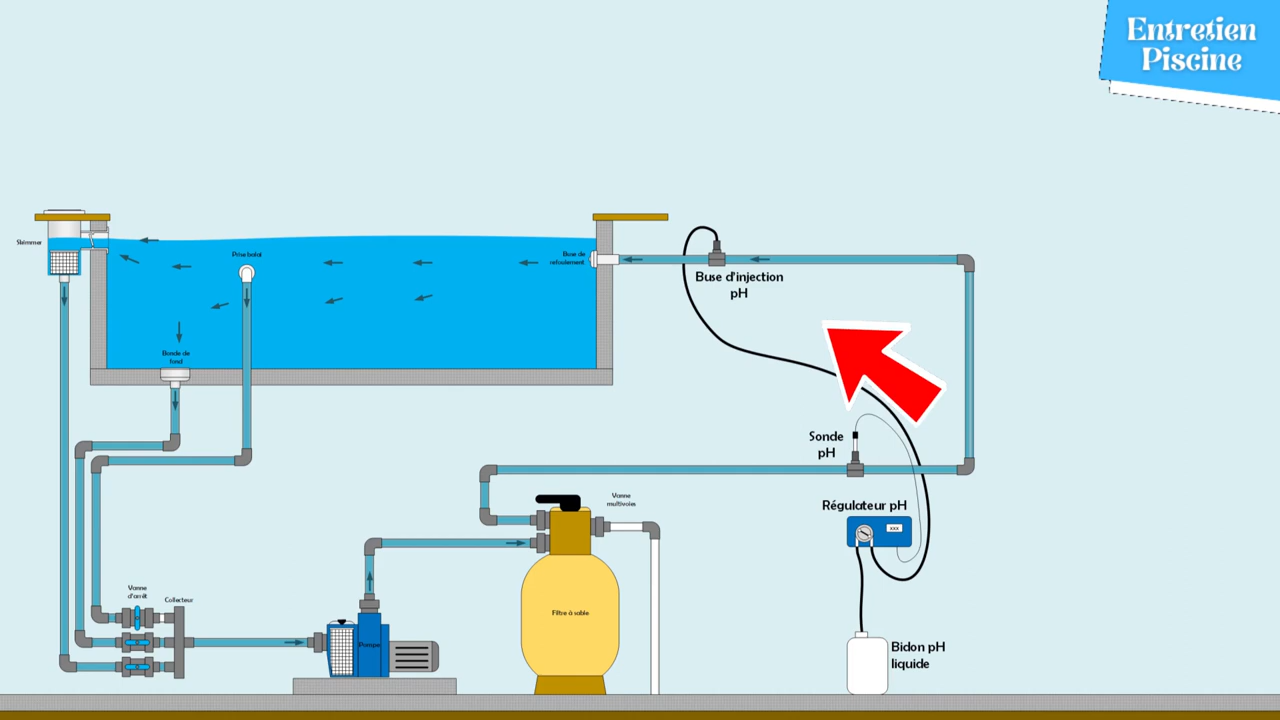 Entretien
Piscine
Skimmer
Prise balai
Buse de
refoulement
Buse d'injection
pH
Bonde de
fond
Sonde
pH
Vanne
multivoies
Régulateur pH
xxx
Vanne
d'arrêt
Collecteur
Filtre à sable
Pompe
Bidon pH
liquide